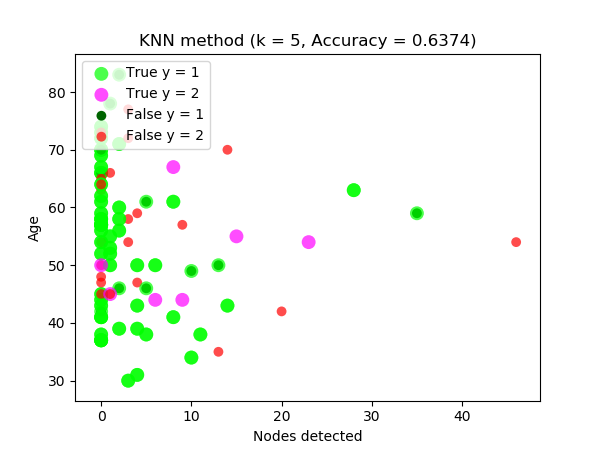 KNN method (k = 5, Accuracy = 0.6374)
True y = 1
True y = 2
False y = 1
False y = 2
Age
80
70
60
50
40
30
0 10 20 30 40
Nodes detected